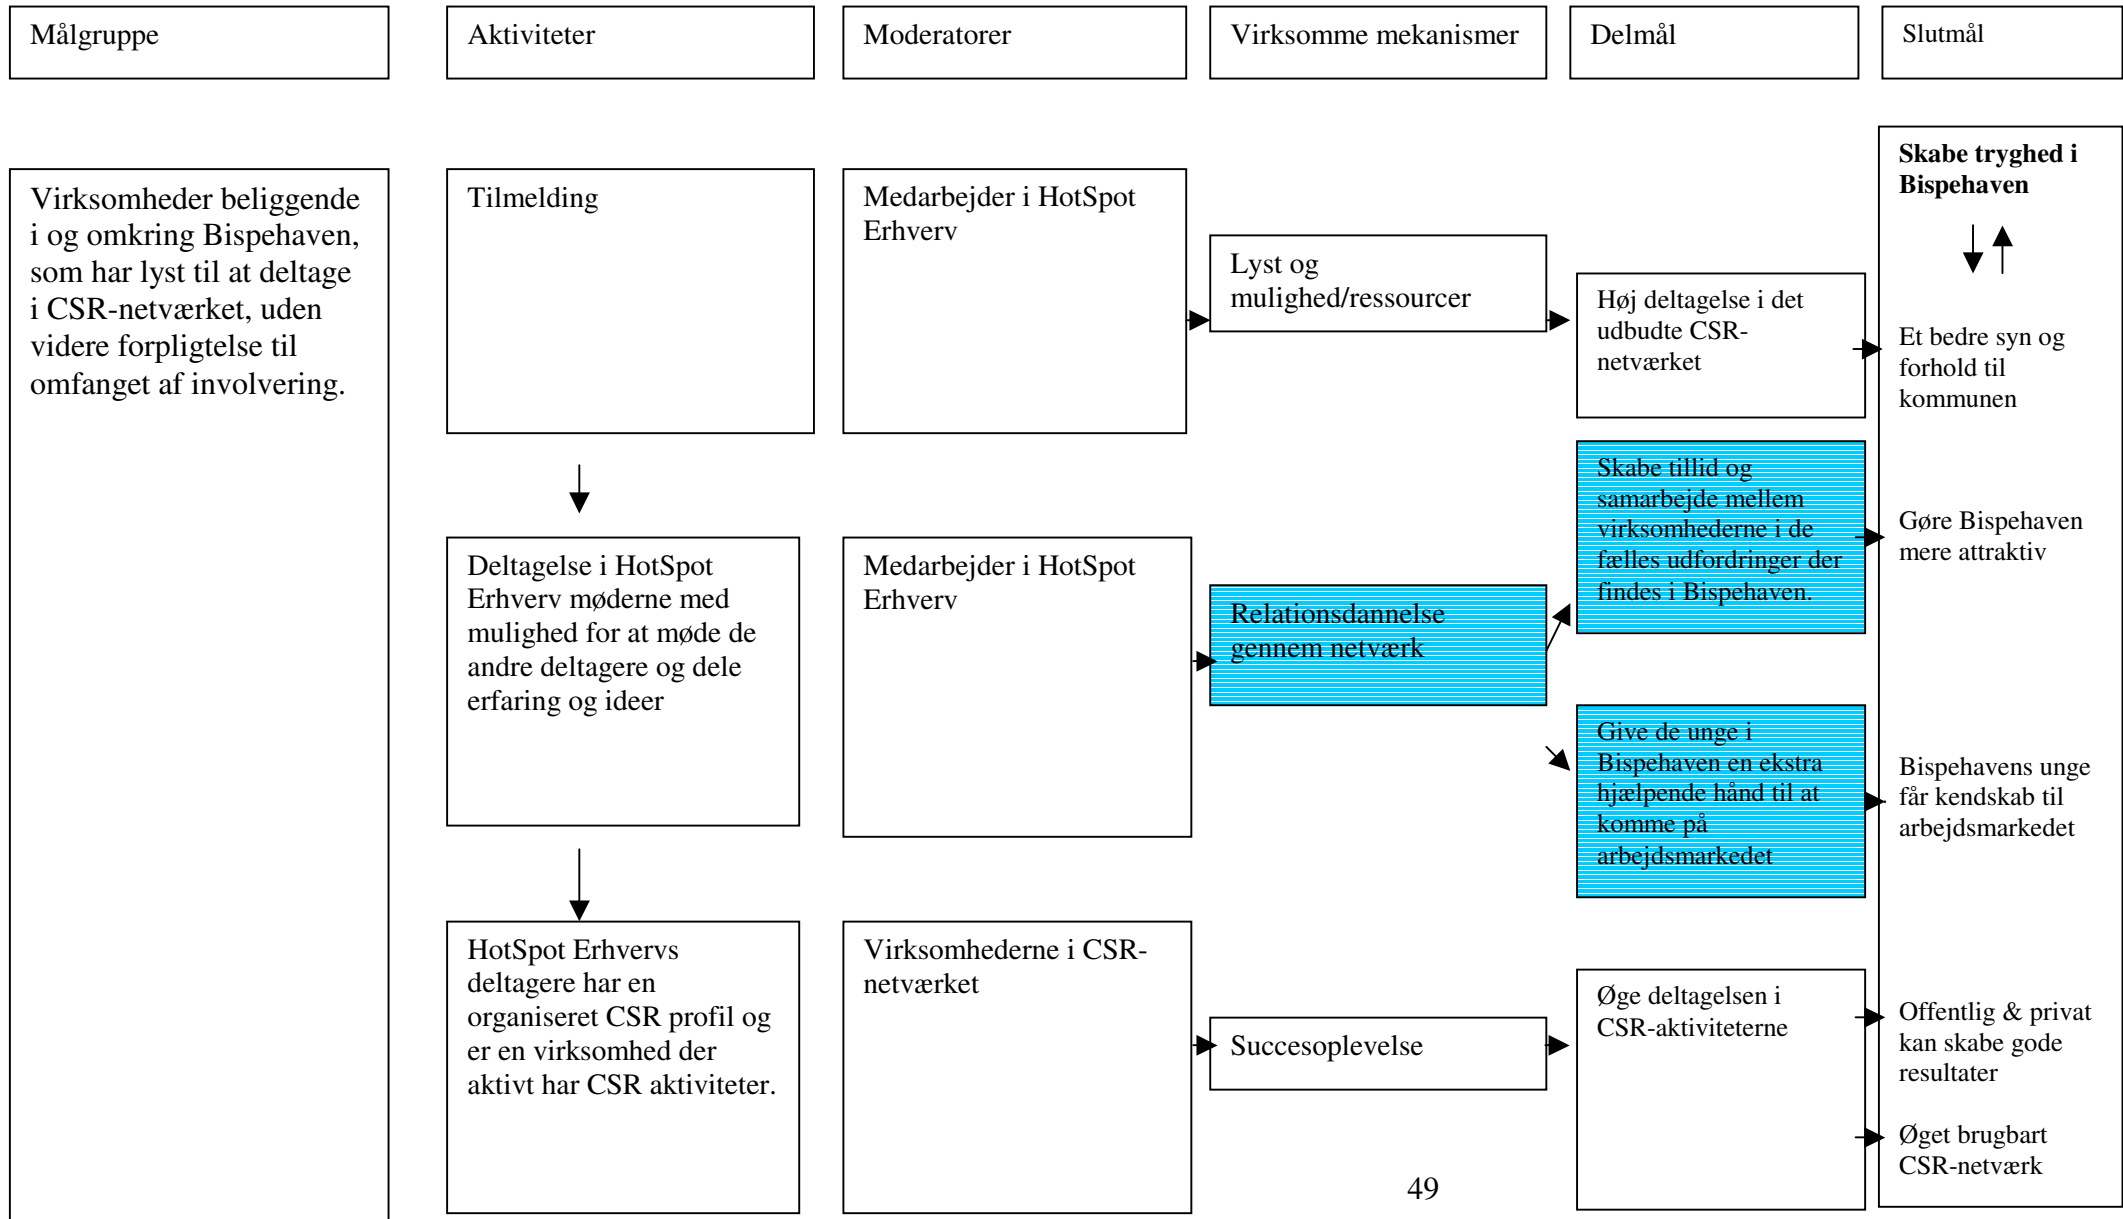 Målgruppe
Aktiviteter
Moderatorer
Virksomme mekanismer
Delmål
Slutmål
Virksomheder beliggende
i og omkring Bispehaven,
som har lyst til at deltage
i CSR-netværket, uden
videre forpligtelse til
omfanget af involvering.
Tilmelding
Deltagelse i HotSpot
Erhverv møderne med
mulighed for at møde de
andre deltagere og dele
erfaring og ideer
HotSpot Erhvervs
deltagere har en
organiseret CSR profil og
er en virksomhed der
aktivt har CSR aktiviteter.
Medarbejder i HotSpot
Erhverv
Medarbejder i HotSpot
Erhverv
Virksomhederne i CSR-
netværket
Lyst og
mulighed/ressourcer
Relationsdannelse
gennem netværk
Succesoplevelse
Høj deltagelse i det
udbudte CSR-
netværket
Skabe tillid og
samarbejde mellem
virksomhederne i de
fælles udfordringer der
findes i Bispehaven.
Give de unge i
Bispehaven en ekstra
hjælpende hånd til at
komme på
arbejdsmarkedet
Øge deltagelsen i
CSR-aktiviteterne
Skabe tryghed i
Bispehaven
Et bedre syn og
forhold til
kommunen
Gøre Bispehaven
mere attraktiv
Bispehavens unge
får kendskab til
arbejdsmarkedet
Offentlig & privat
kan skabe gode
resultater
Øget brugbart
CSR-netværk
49